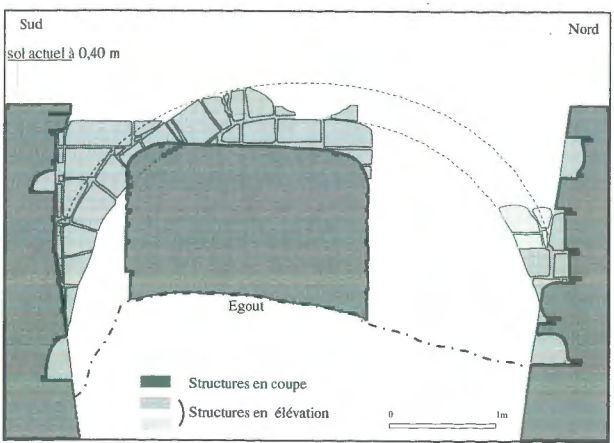 Sud
Nord
sol actuel à 0,40 m
Egout
Structures en coupe
Structures en élévation
0 1m